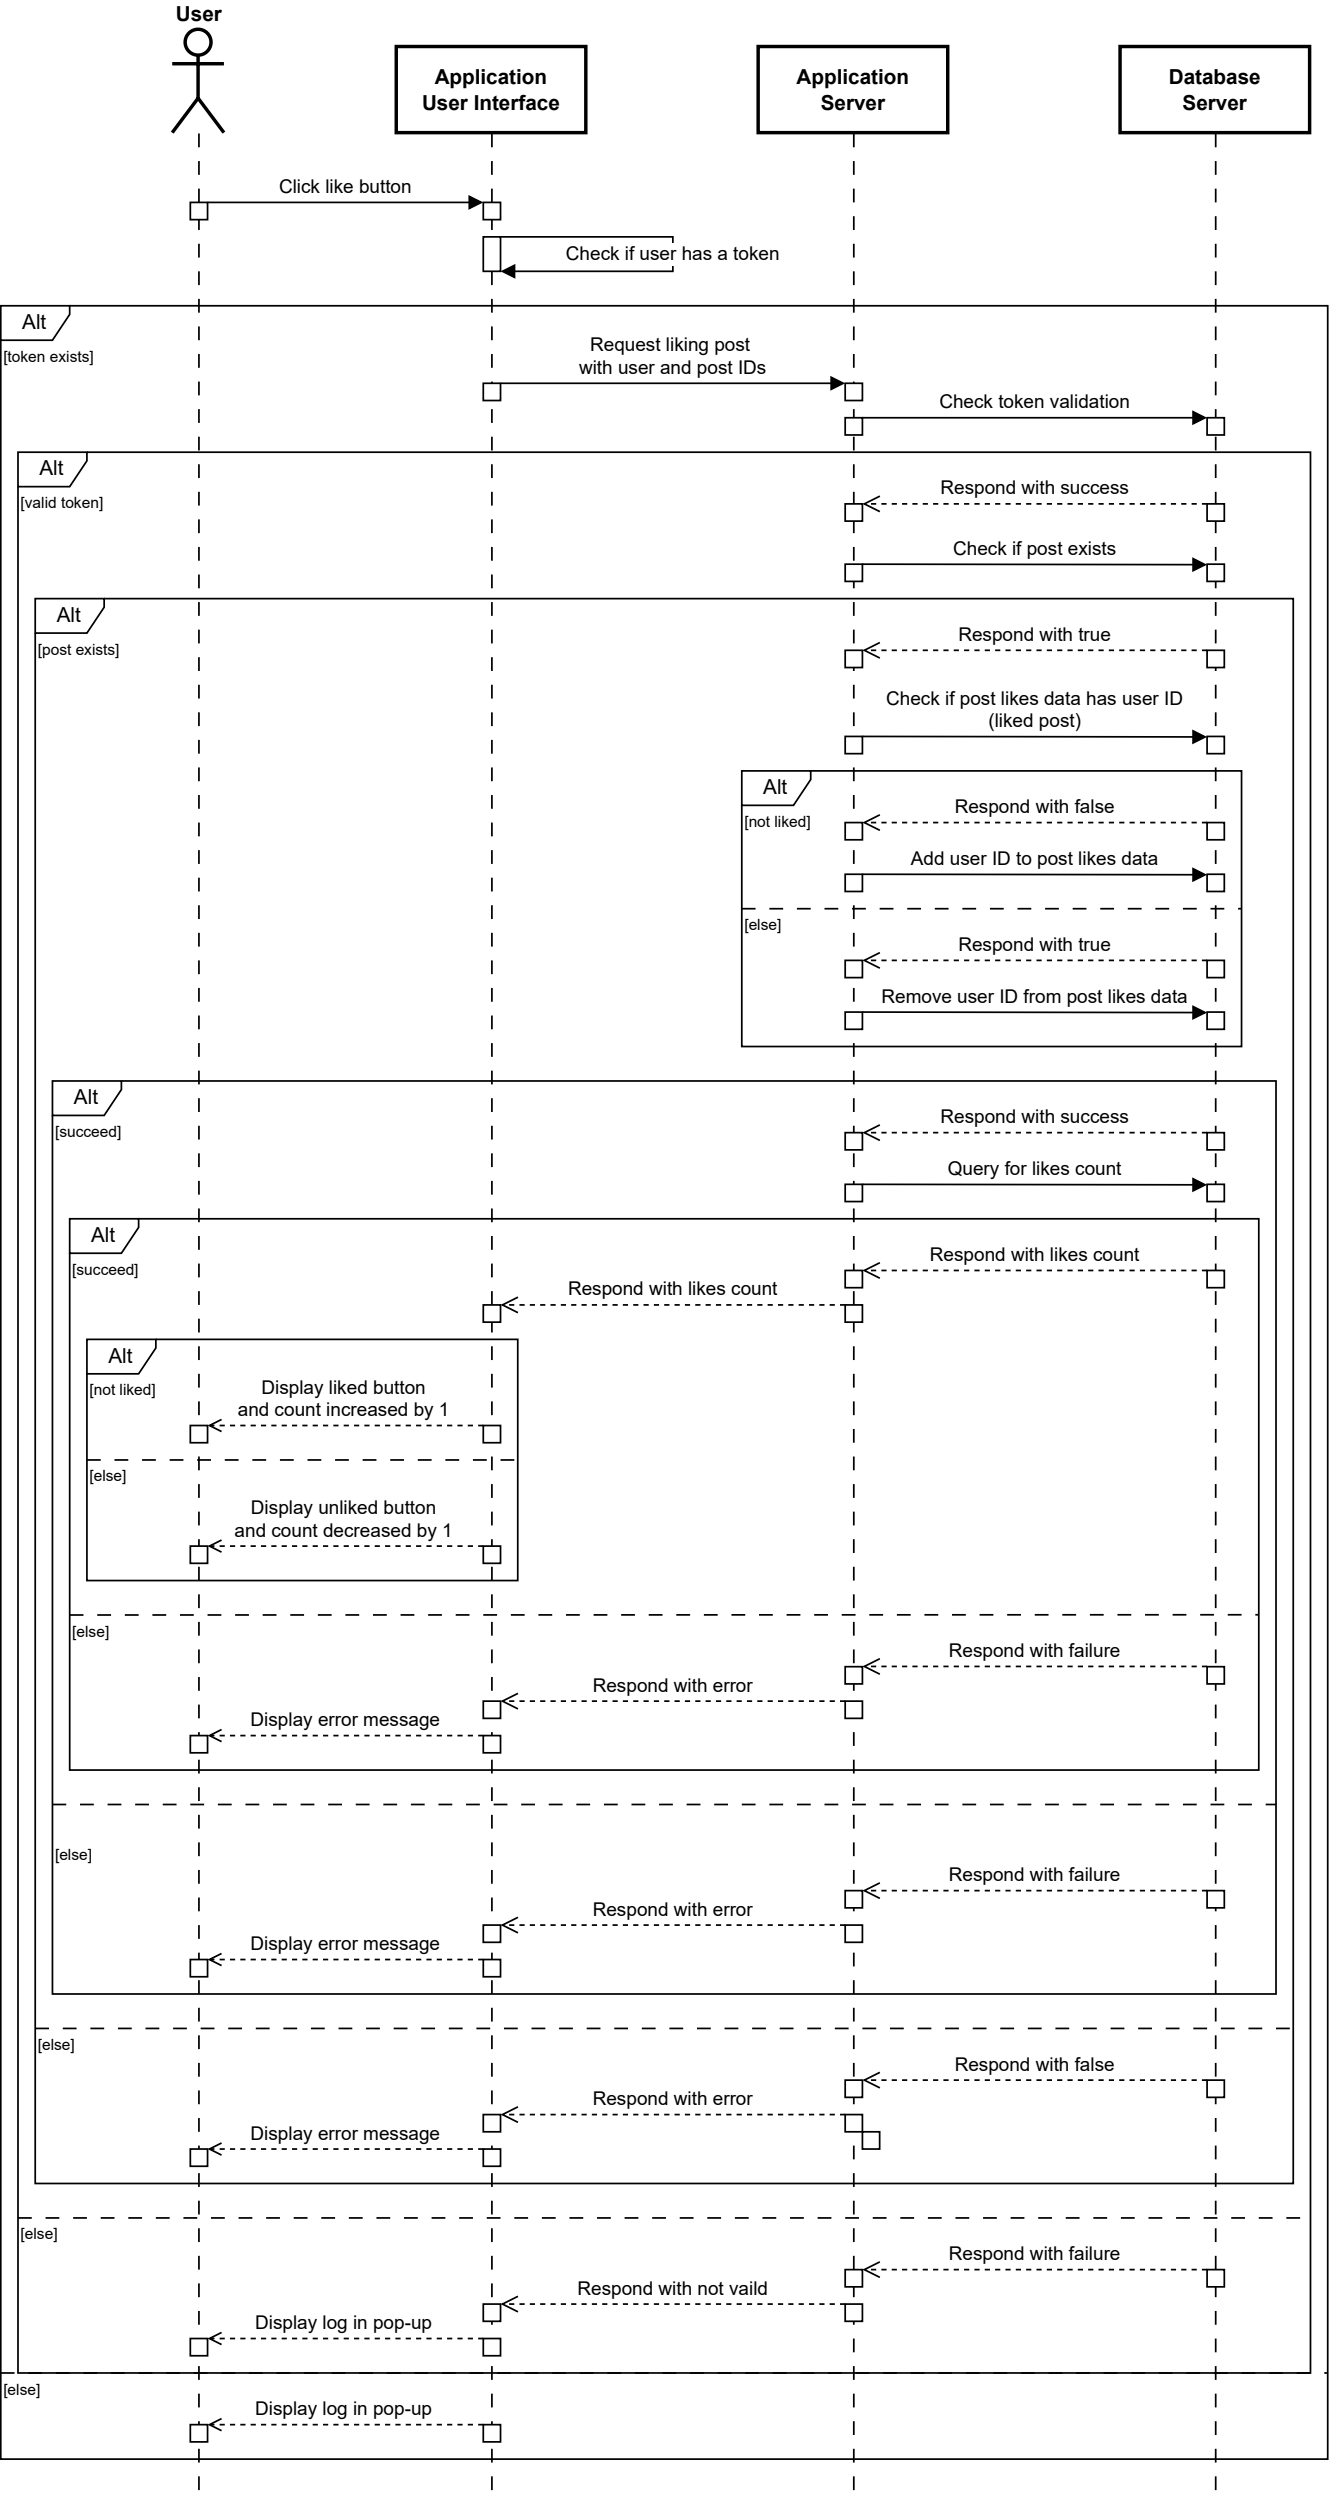 User
Application
User Interface
Application
Server
Database
Server
Click like button
Check if user has a token
Alt
[token exists]
Request liking post
with user and post IDs
Check token validation
Alt
[valid token]
Respond with success
Check if post exists
Alt
[post exists]
Respond with true
Check if post likes data has user ID
(liked post)
Alt
[not liked]
Respond with false
Add user ID to post likes data
[else]
Respond with true
Remove user ID from post likes data
Alt
[succeed]
Respond with success
Query for likes count
Alt
[succeed]
Respond with likes count
Respond with likes count
Alt
[not liked]
Display liked button
and count increased by 1
[else]
Display unliked button
and count decreased by 1
[else]
Respond with failure
Respond with error
Display error message
[else]
Respond with failure
Respond with error
Display error message
[else]
Respond with false
Respond with error
Display error message
[else]
Respond with failure
Respond with not vaild
Display log in pop-up
[else]
Display log in pop-up